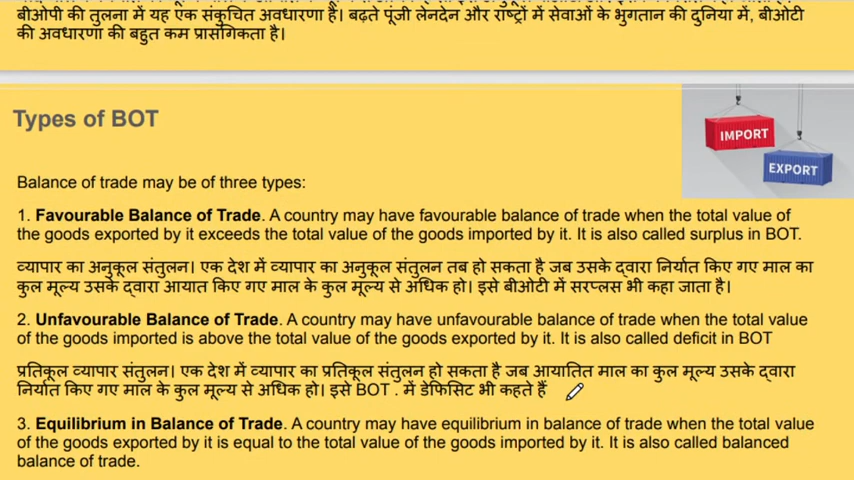 बीओपी की तुलना में यह एक संकुचित अवधारणा है। बढ़ते पूंजी लेनदेन और राष्ट्रों में सेवाओं के भुगतान की दुनिया में, बीओटी
की अवधारणा की बहुत कम प्रासंगिकता है।
Types of BOT
IMPORT
EXPORT
Balance of trade may be of three types:
1. Favourable Balance of Trade. A country may have favourable balance of trade when the total value of
the goods exported by it exceeds the total value of the goods imported by it. It is also called surplus in BOT.
व्यापार का अनुकूल संतुलन। एक देश में व्यापार का अनुकूल संतुलन तब हो सकता है जब उसके द्वारा निर्यात किए गए माल का
कुल मूल्य उसके द्वारा आयात किए गए माल के कुल मूल्य से अधिक हो। इसे बीओटी में सरप्लस भी कहा जाता है।
2. Unfavourable Balance of Trade. A country may have unfavourable balance of trade when the total value
of the goods imported is above the total value of the goods exported by it. It is also called deficit in BOT
प्रतिकूल व्यापार संतुलन। एक देश में व्यापार का प्रतिकूल संतुलन हो सकता है जब आयातित माल का कुल मूल्य उसके द्वारा
निर्यात किए गए माल के कुल मूल्य से अधिक हो। इसे BOT . में डेफिसिट भी कहते हैं
3. Equilibrium in Balance of Trade. A country may have equilibrium in balance of trade when the total value
of the goods exported by it is equal to the total value of the goods imported by it. It is also called balanced
balance of trade.